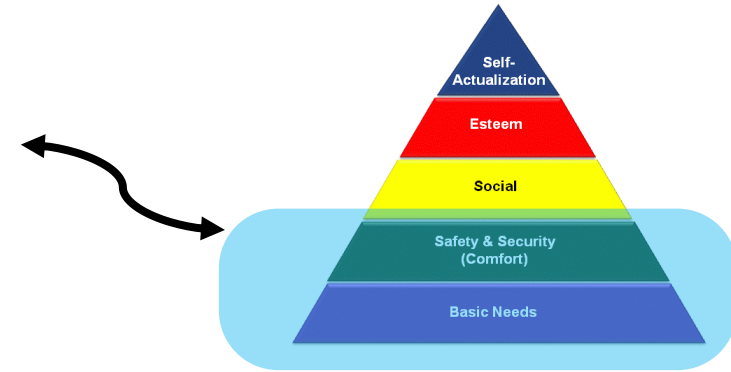 Self-
Actualization
Esteem
Social
Safety & Security
(Comfort)
Basic Needs